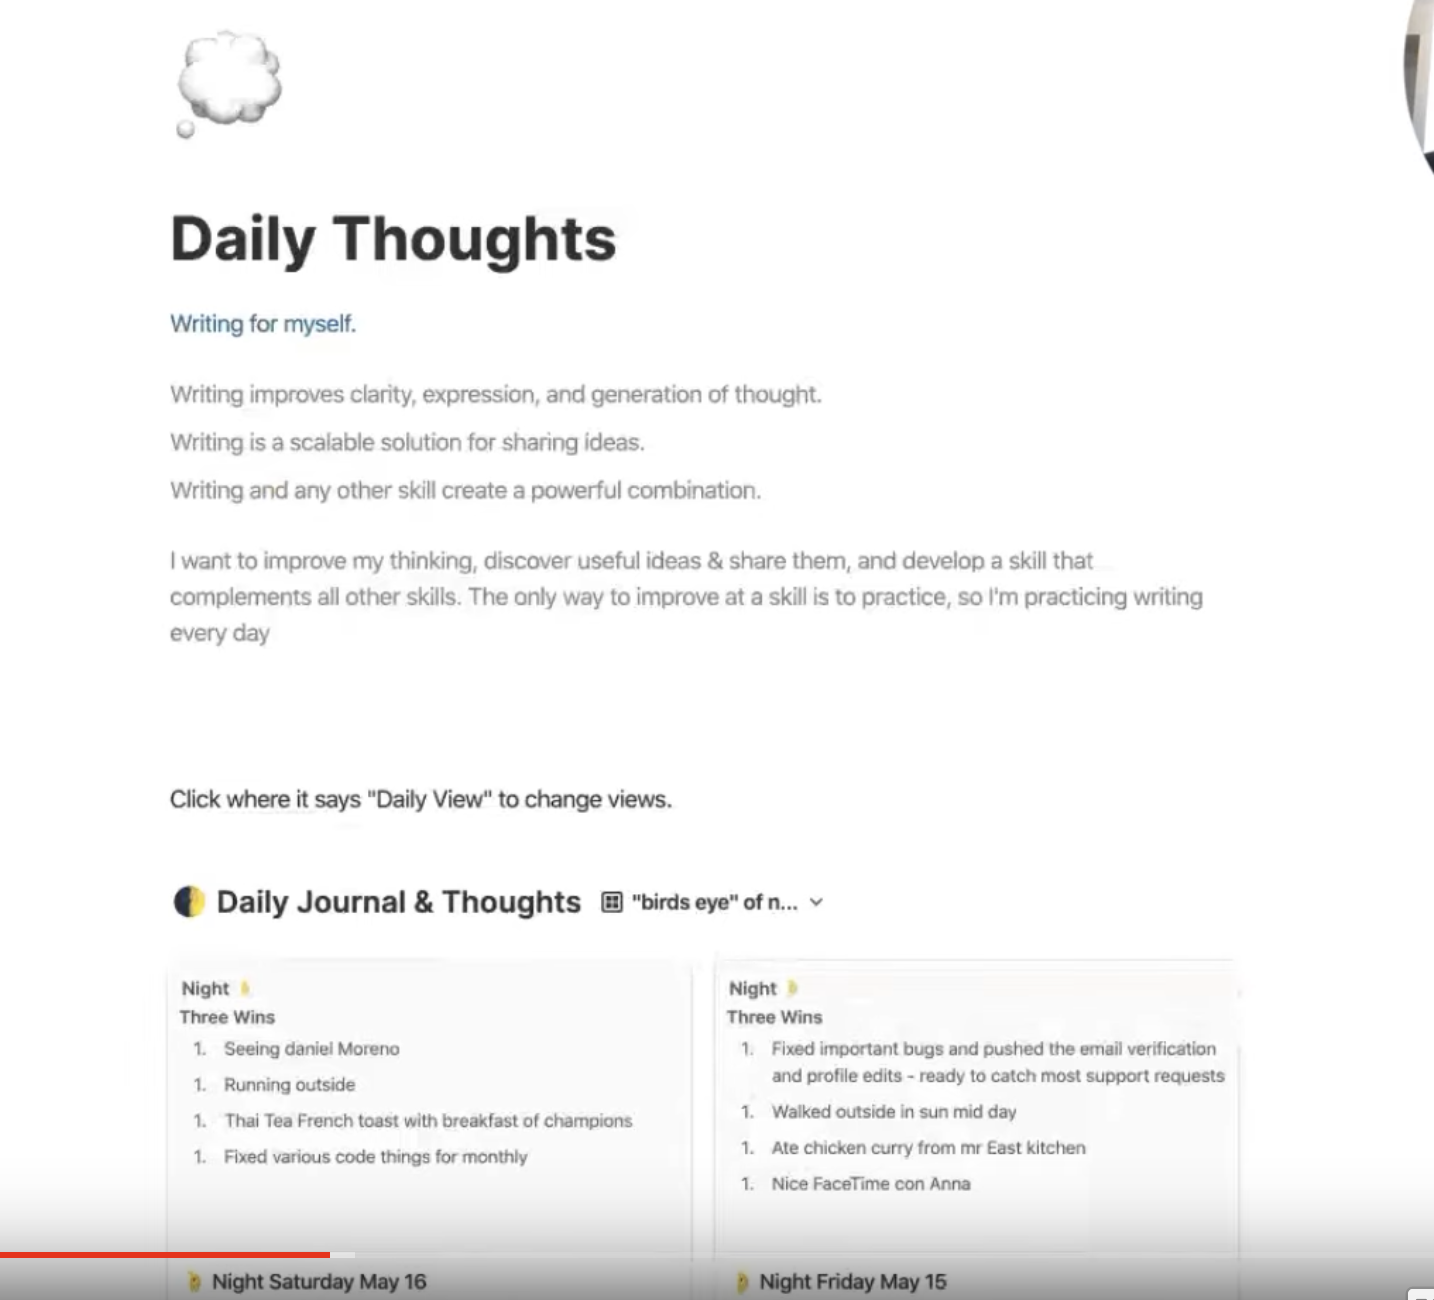 Daily Thoughts
Writing for myself.
Writing improves clarity, expression, and generation of thought.
Writing is a scalable solution for sharing ideas.
Writing and any other skill create a powerful combination.
I want to improve my thinking, discover useful ideas & share them, and develop a skill that
complements all other skills. The only way to improve at a skill is to practice, so I'm practicing writing
every day
Click where it says "Daily View" to change views.
Daily Journal & Thoughts "birds eye" of n...
Night
Three Wins
1. Seeing daniel Moreno
1. Running outside
1. Thai Tea French toast with breakfast of champions
1. Fixed various code things for monthly
Night Saturday May 16
Night
Three Wins
1. Fixed important bugs and pushed the email verification
and profile edits - ready to catch most support requests
1. Walked outside in sun mid day
1. Ate chicken curry from mr East kitchen
1. Nice FaceTime con Anna
Night Friday May 15